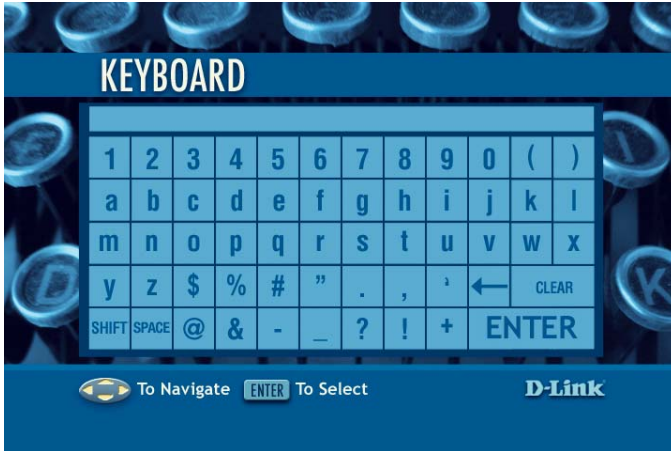 KEYBOARD
1 2 3 4 5 6 7 8 9 0 ( )
a b c d e f g h i j k l
m n o p q r s t u v w x
y z $ % # ” . , ‘ ← CLEAR
SHIFT SPACE @ & - _ ? ! + ENTER
D I K
To Navigate ENTER To Select D-Link